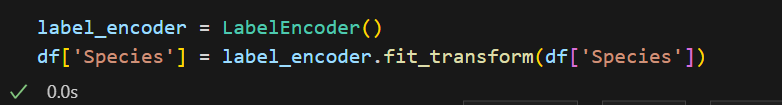 label_encoder = LabelEncoder()
df['Species'] = label_encoder.fit_transform(df['Species'])
0.0s